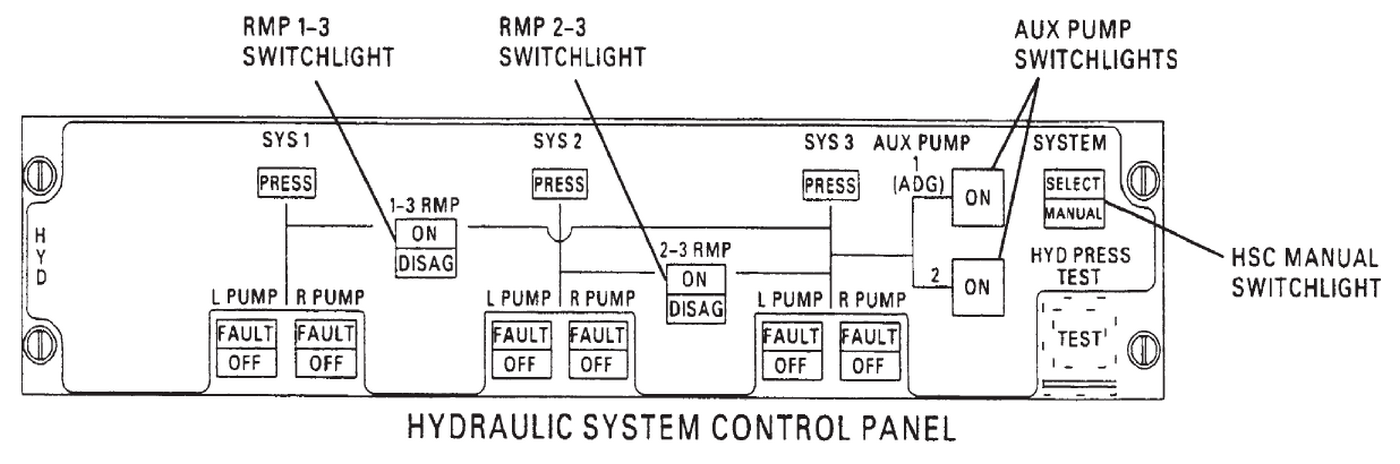 RMP 1-3
SWITCHLIGHT
RMP 2-3
SWITCHLIGHT
AUX PUMP
SWITCHLIGHTS
SYS 1
SYS 2
SYS 3
AUX PUMP
SYSTEM
PRESS
PRESS
PRESS
1
(ADG)
ON
SELECT
MANUAL
1-3 RMP
ON
DISAG
HYD
2-3 RMP
ON
DISAG
2
ON
HYD PRESS
TEST
HSC MANUAL
SWITCHLIGHT
L PUMP
R PUMP
L PUMP
R PUMP
L PUMP
R PUMP
FAULT
OFF
FAULT
OFF
FAULT
OFF
FAULT
OFF
FAULT
OFF
FAULT
OFF
TEST
HYDRAULIC SYSTEM CONTROL PANEL